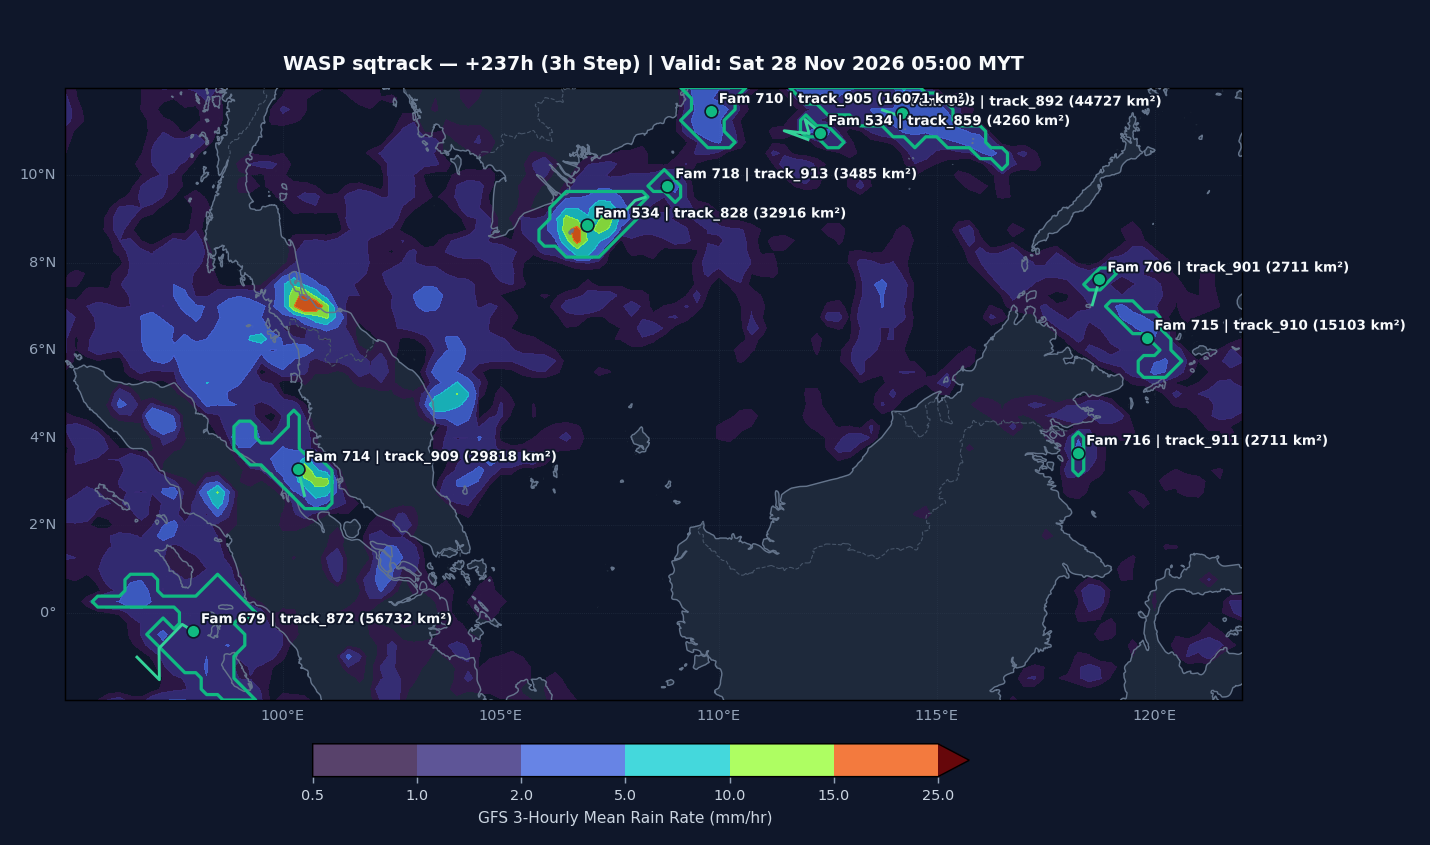 WASP sqtrack — +237h (3h Step) | Valid: Sat 28 Nov 2026 05:00 MYT
Fam 710 | track_905 (16071 km²)
| track_892 (44727 km²)
Fam 534 | track_859 (4260 km²)
Fam 718 | track_913 (3485 km²)
Fam 534 | track_828 (32916 km²)
Fam 706 | track_901 (2711 km²)
Fam 715 | track_910 (15103 km²)
Fam 716 | track_911 (2711 km²)
Fam 714 | track_909 (29818 km²)
Fam 679 | track_872 (56732 km²)
10°N
8°N
6°N
4°N
2°N
0°
100°E 105°E 110°E 115°E 120°E
0.5 1.0 2.0 5.0 10.0 15.0 25.0
GFS 3-Hourly Mean Rain Rate (mm/hr)